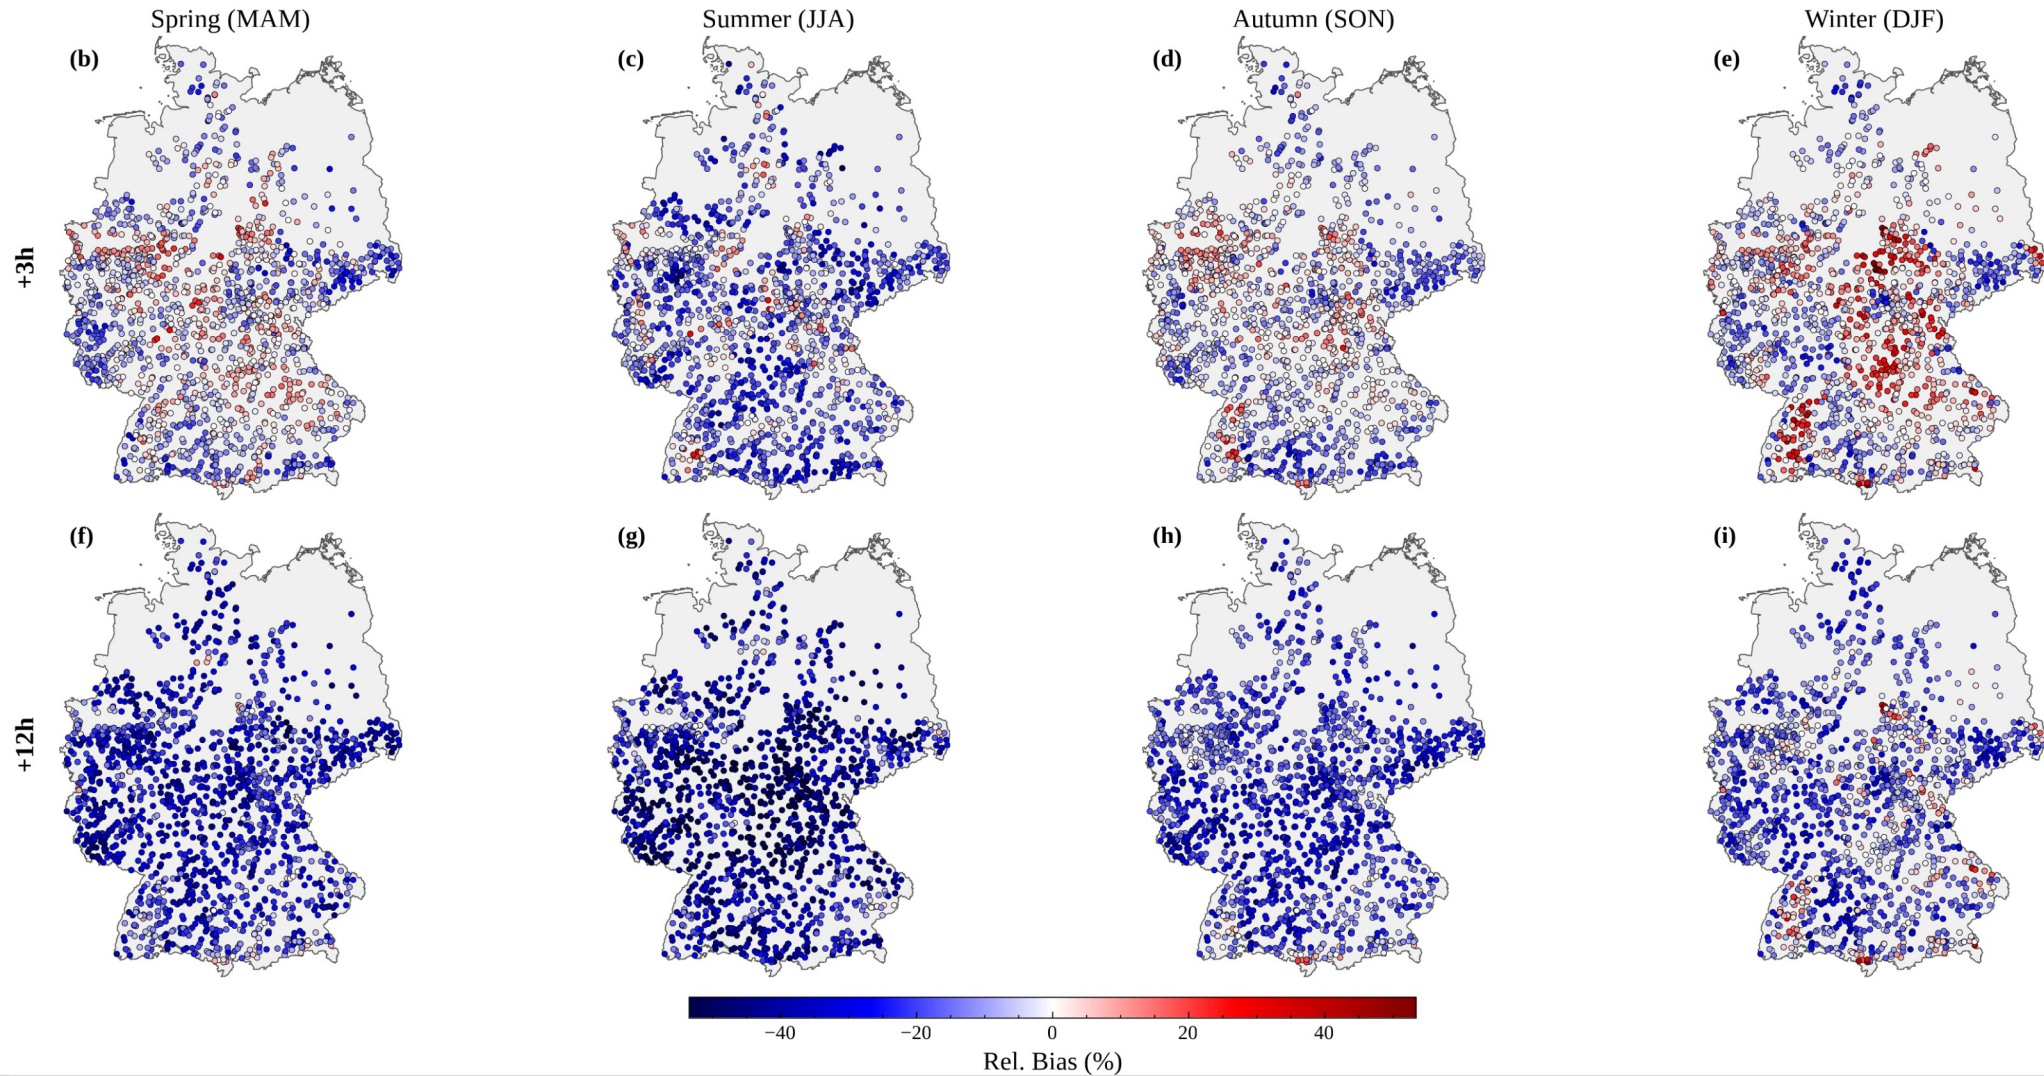 Spring (MAM)
Summer (JJA)
Autumn (SON)
Winter (DJF)
(b)
(c)
(d)
(e)
+3h
(f)
(g)
(h)
(i)
+12h
−40
−20
0
20
40
Rel. Bias (%)